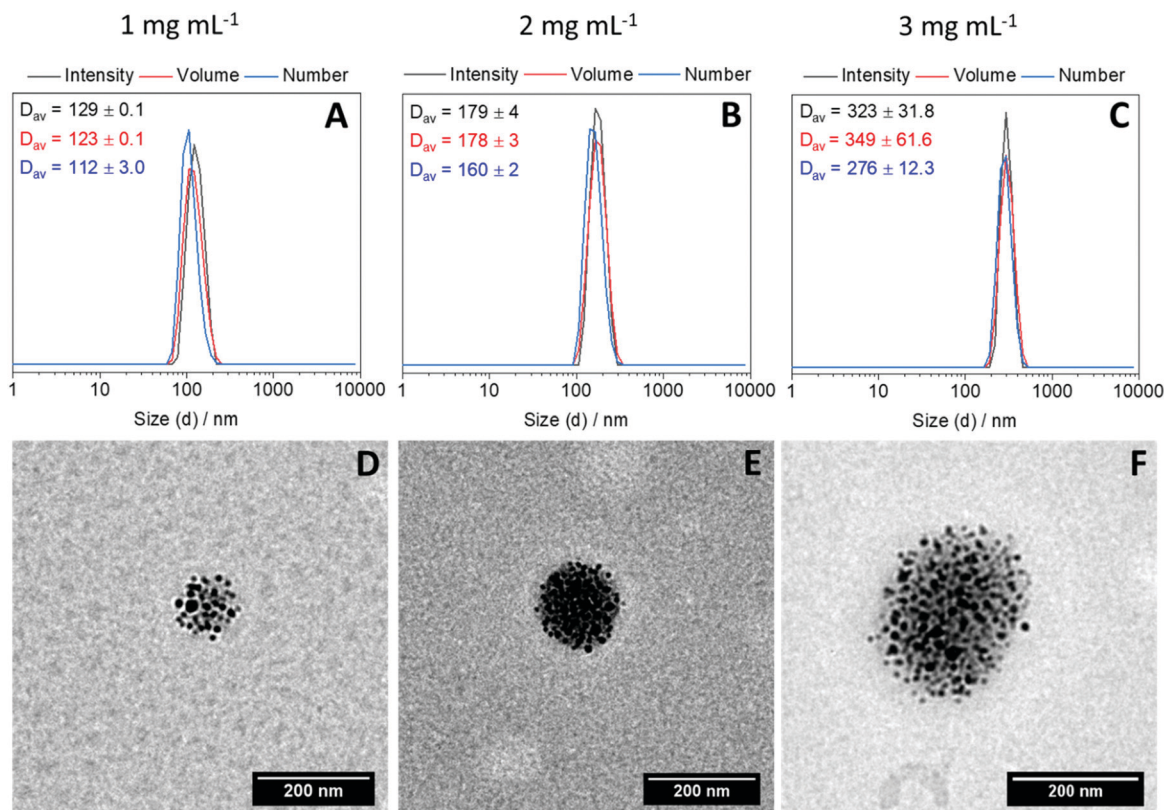 1 mg mL⁻¹
2 mg mL⁻¹
3 mg mL⁻¹
Intensity Volume Number
Intensity Volume Number
Intensity Volume Number
A
Dav = 129 ± 0.1
Dav = 123 ± 0.1
Dav = 112 ± 3.0
1 10 100 1000 10000
Size (d) / nm
B
Dav = 179 ± 4
Dav = 178 ± 3
Dav = 160 ± 2
1 10 100 1000 10000
Size (d) / nm
C
Dav = 323 ± 31.8
Dav = 349 ± 61.6
Dav = 276 ± 12.3
1 10 100 1000 10000
Size (d) / nm
D
200 nm
E
200 nm
F
200 nm